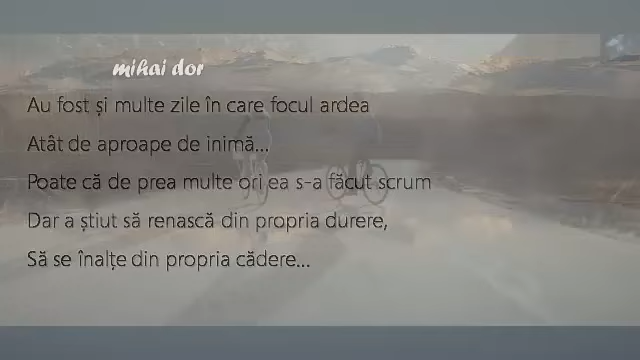 mihai dor
Au fost și multe zile în care focul ardea
Atât de aproape de inimă...
Poate că de prea multe ori ea s-a făcut scrum
Dar a știut să renască din propria durere,
Să se înalțe din propria cădere...